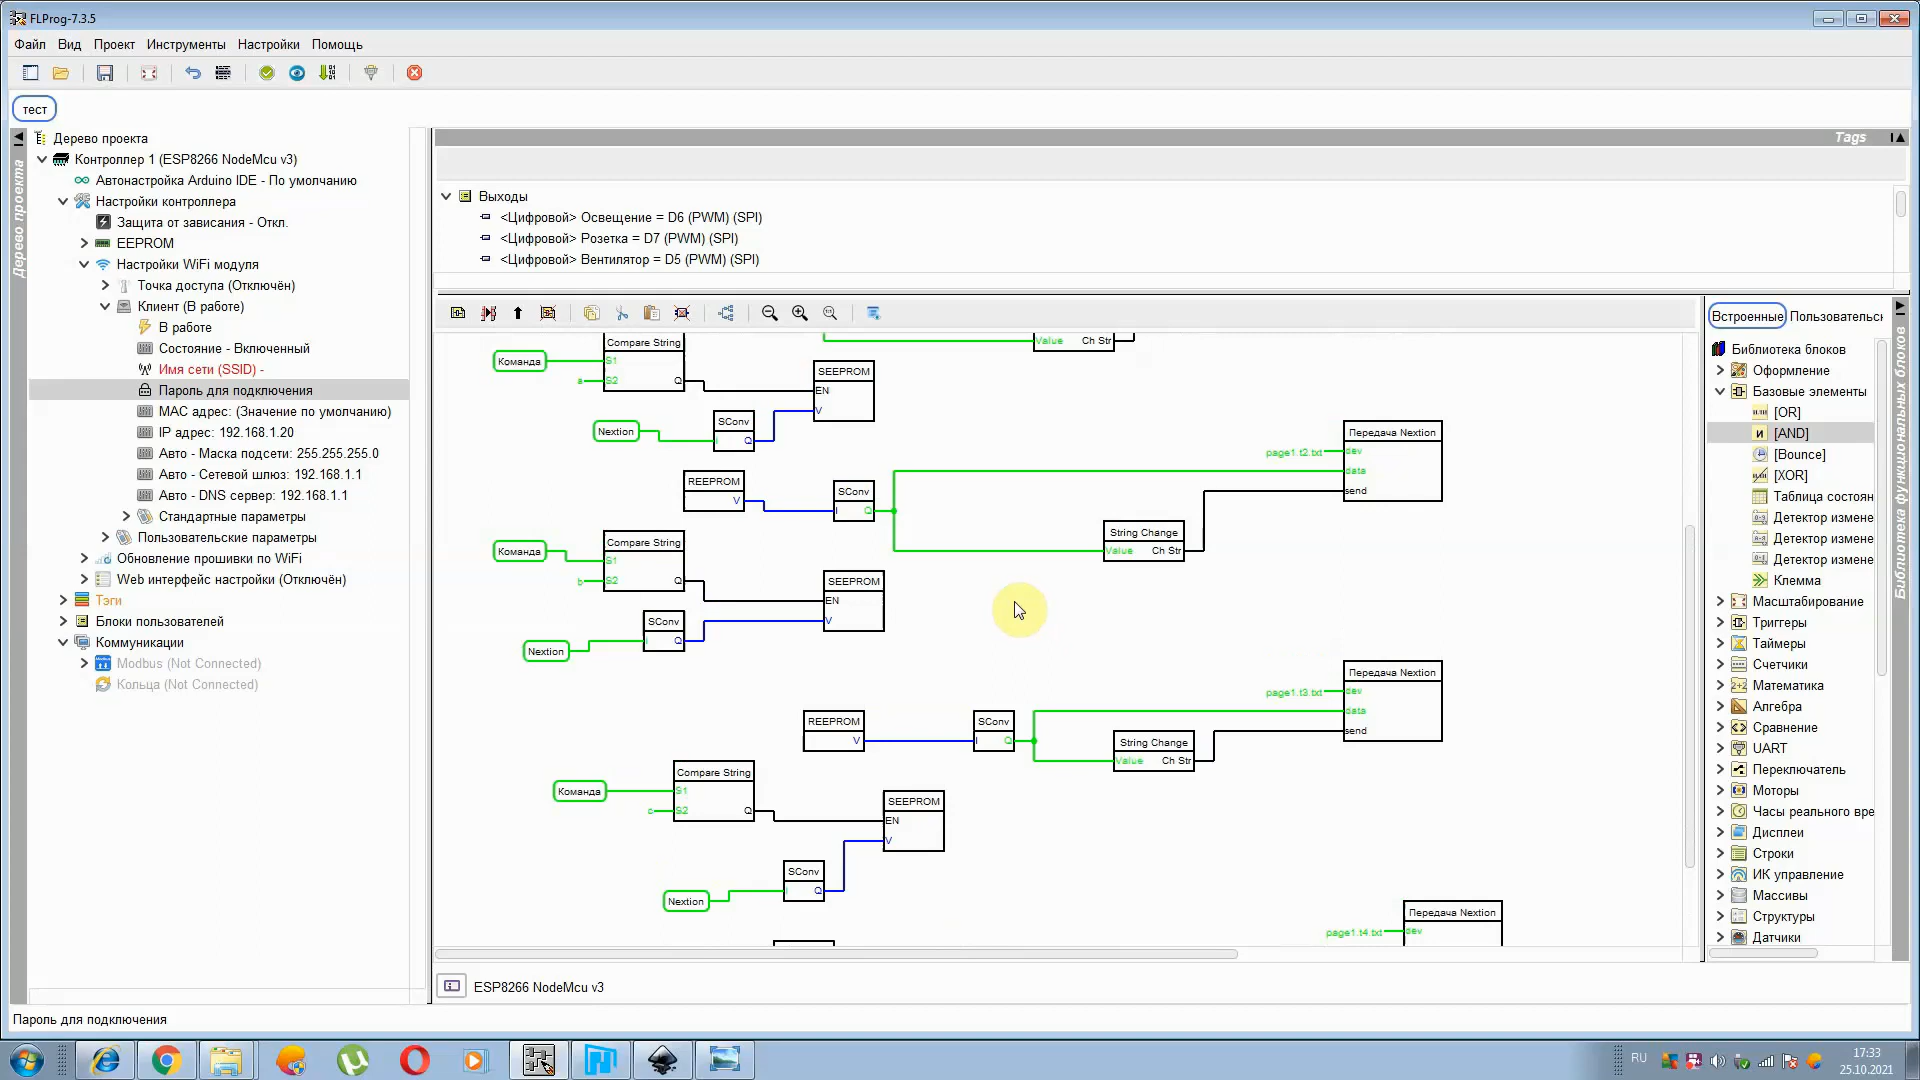 FLProg-7.3.5
Файл Вид Проект Инструменты Настройки Помощь
тест
Дерево проекта
Дерево проекта
Контроллер 1 (ESP8266 NodeMcu v3)
Автонастройка Arduino IDE - По умолчанию
Настройки контроллера
Защита от зависания - Откл.
EEPROM
Настройки WiFi модуля
Точка доступа (Отключён)
Клиент (В работе)
В работе
Состояние - Включенный
Имя сети (SSID) -
Пароль для подключения
MAC адрес: (Значение по умолчанию)
IP адрес: 192.168.1.20
Авто - Маска подсети: 255.255.255.0
Авто - Сетевой шлюз: 192.168.1.1
Авто - DNS сервер: 192.168.1.1
Стандартные параметры
Пользовательские параметры
Обновление прошивки по WiFi
Web интерфейс настройки (Отключён)
Тэги
Блоки пользователей
Коммуникации
Modbus (Not Connected)
Кольца (Not Connected)
Tags
Выходы
<Цифровой> Освещение = D6 (PWM) (SPI)
<Цифровой> Розетка = D7 (PWM) (SPI)
<Цифровой> Вентилятор = D5 (PWM) (SPI)
Value Ch Str
Compare String
Команда S1
a S2 Q
SEEPROM
EN
V
SConv
Nextion I Q
Передача Nextion
page1.t2.txt dev
data
send
REEPROM
V
SConv
I Q
String Change
Value Ch Str
Compare String
Команда S1
b S2 Q
SEEPROM
EN
V
SConv
Nextion I Q
Передача Nextion
page1.t3.txt dev
data
send
REEPROM
V
SConv
I Q
String Change
Value Ch Str
Compare String
Команда S1
c S2 Q
SEEPROM
EN
V
SConv
Nextion I Q
Передача Nextion
page1.t4.txt dev
ESP8266 NodeMcu v3
Встроенные Пользовательск
Библиотека блоков
Оформление
Базовые элементы
[OR]
[AND]
[Bounce]
[XOR]
Таблица состоян
Детектор измене
Детектор измене
Детектор измене
Клемма
Масштабирование
Триггеры
Таймеры
Счетчики
Математика
Алгебра
Сравнение
UART
Переключатель
Моторы
Часы реального вре
Дисплеи
Строки
ИК управление
Массивы
Структуры
Датчики
Библиотека функциональных блоков
Пароль для подключения
RU
17:33
25.10.2021